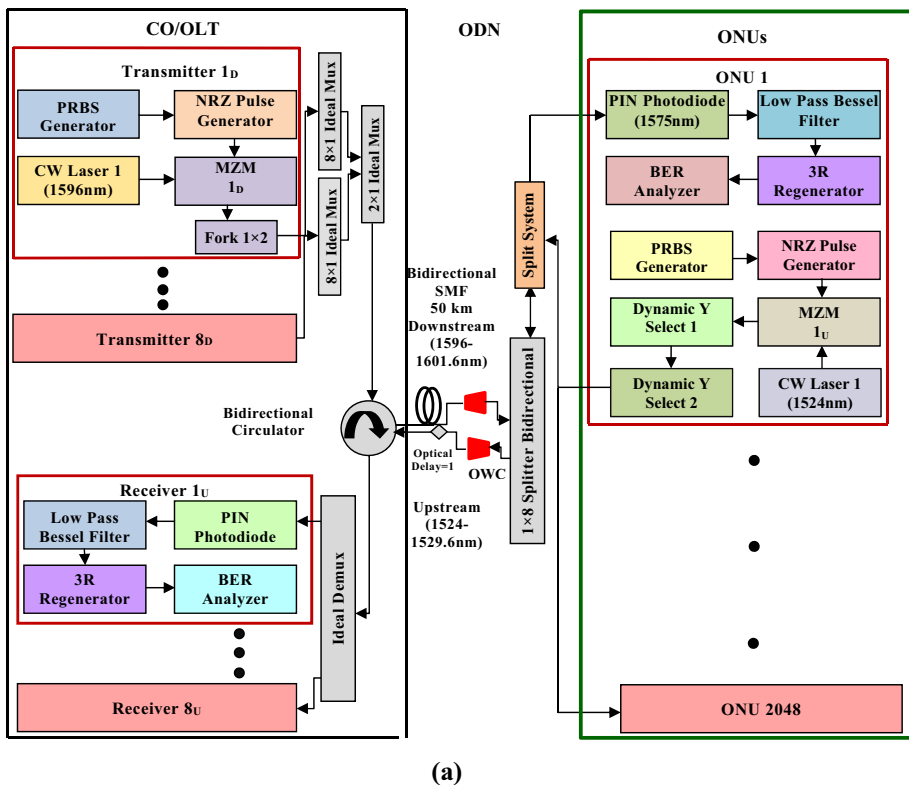 CO/OLT
Transmitter 1D
PRBS
Generator
NRZ Pulse
Generator
CW Laser 1
(1596nm)
MZM
1D
Fork 1×2
Transmitter 8D
8×1 Ideal Mux
8×1 Ideal Mux
2×1 Ideal Mux
Bidirectional
Circulator
Receiver 1U
Low Pass
Bessel Filter
PIN
Photodiode
3R
Regenerator
BER
Analyzer
Ideal Demux
Receiver 8U
ODN
Split System
Bidirectional
SMF
50 km
Downstream
(1596-
1601.6nm)
Optical
Delay=1
OWC
1×8 Splitter Bidirectional
Upstream
(1524-
1529.6nm)
ONUs
ONU 1
PIN Photodiode
(1575nm)
Low Pass Bessel
Filter
BER
Analyzer
3R
Regenerator
PRBS
Generator
NRZ Pulse
Generator
Dynamic Y
Select 1
MZM
1U
Dynamic Y
Select 2
CW Laser 1
(1524nm)
ONU 2048
(a)